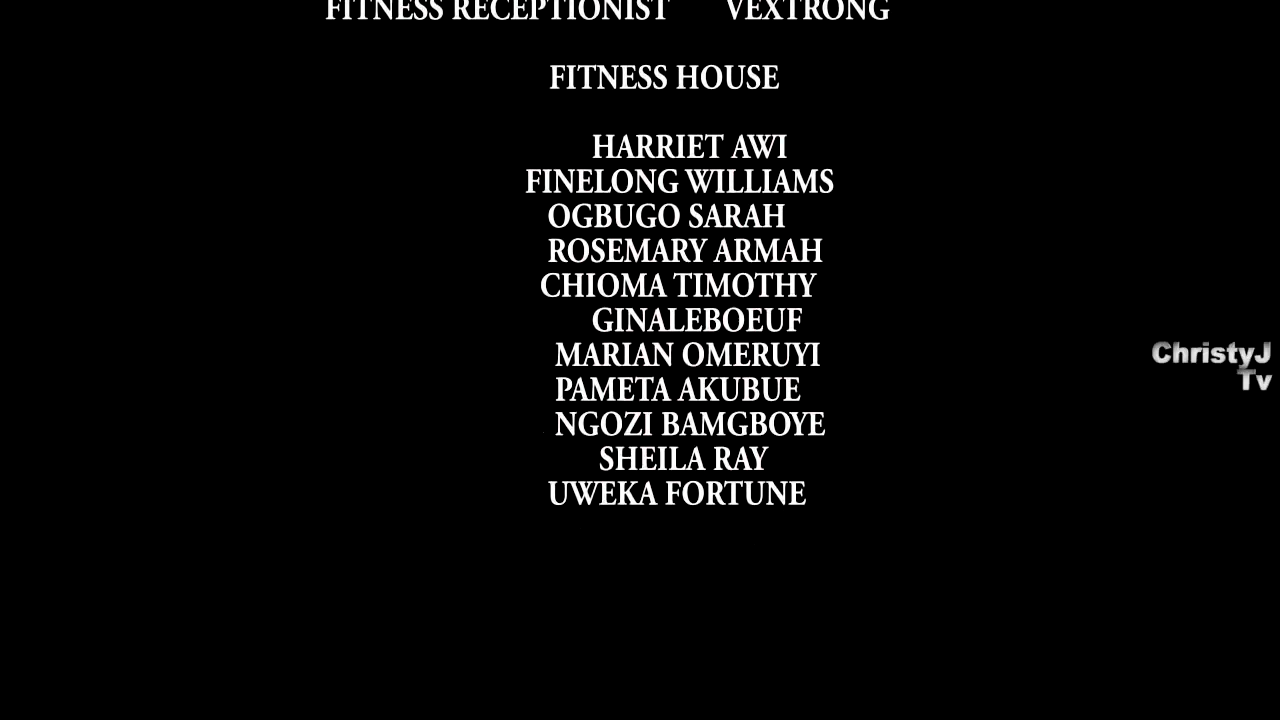 FITNESS RECEPTIONIST VEXTRONG
FITNESS HOUSE
HARRIET AWI
FINELONG WILLIAMS
OGBUGO SARAH
ROSEMARY ARMAH
CHIOMA TIMOTHY
GINALEBOEUF
MARIAN OMERUYI
PAMETA AKUBUE
NGOZI BAMGBOYE
SHEILA RAY
UWEKA FORTUNE
ChristyJ
Tv